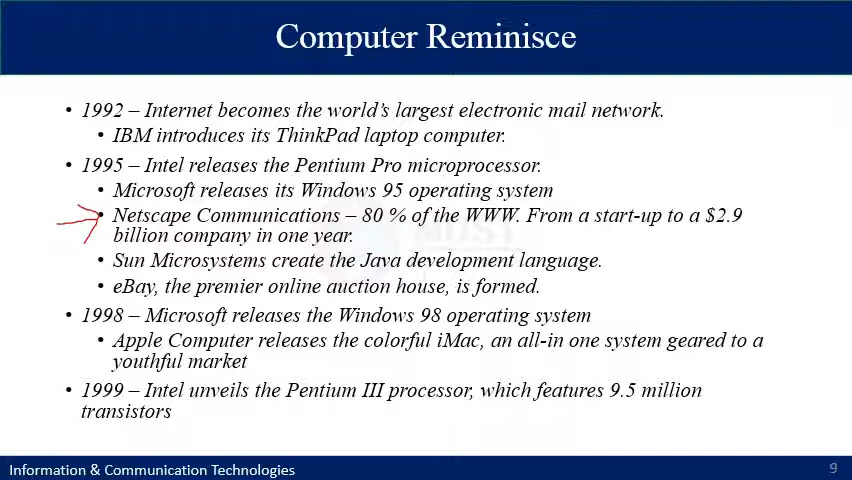 Computer Reminisce
• 1992 – Internet becomes the world's largest electronic mail network.
• IBM introduces its ThinkPad laptop computer.
• 1995 – Intel releases the Pentium Pro microprocessor.
• Microsoft releases its Windows 95 operating system
• Netscape Communications – 80 % of the WWW. From a start-up to a $2.9
billion company in one year.
• Sun Microsystems create the Java development language.
• eBay, the premier online auction house, is formed.
• 1998 – Microsoft releases the Windows 98 operating system
• Apple Computer releases the colorful iMac, an all-in one system geared to a
youthful market
• 1999 – Intel unveils the Pentium III processor, which features 9.5 million
transistors
Information & Communication Technologies
9